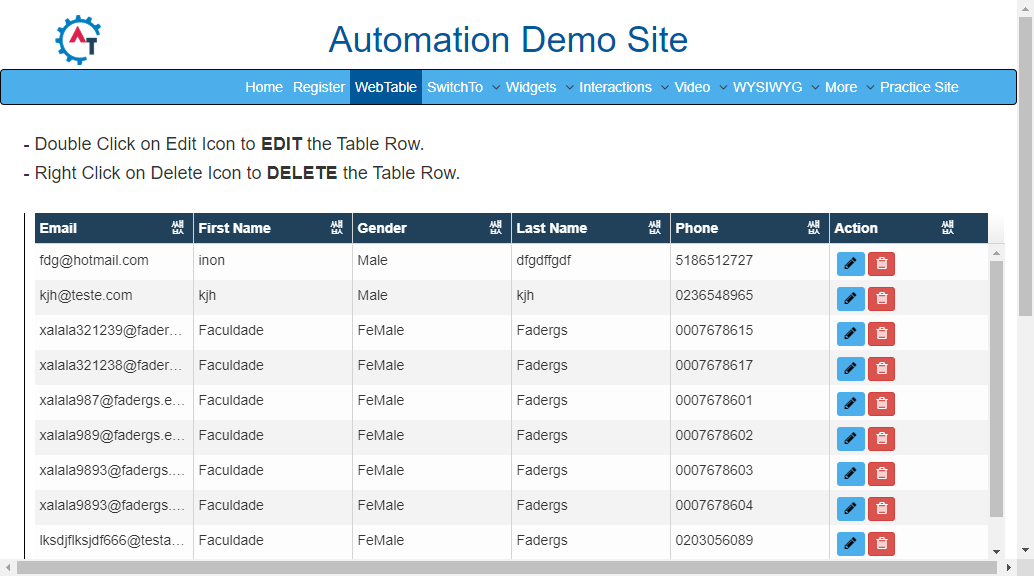 AT
Automation Demo Site
Home Register WebTable SwitchTo Widgets Interactions Video WYSIWYG More Practice Site
- Double Click on Edit Icon to EDIT the Table Row.
- Right Click on Delete Icon to DELETE the Table Row.
Email First Name Gender Last Name Phone Action
fdg@hotmail.com inon Male dfgdffgdf 5186512727
kjh@teste.com kjh Male kjh 0236548965
xalala321239@fader... Faculdade FeMale Fadergs 0007678615
xalala321238@fader... Faculdade FeMale Fadergs 0007678617
xalala987@fadergs.e... Faculdade FeMale Fadergs 0007678601
xalala989@fadergs.e... Faculdade FeMale Fadergs 0007678602
xalala9893@fadergs.... Faculdade FeMale Fadergs 0007678603
xalala9893@fadergs.... Faculdade FeMale Fadergs 0007678604
lksdjflksjdf666@testa... Faculdade FeMale Fadergs 0203056089